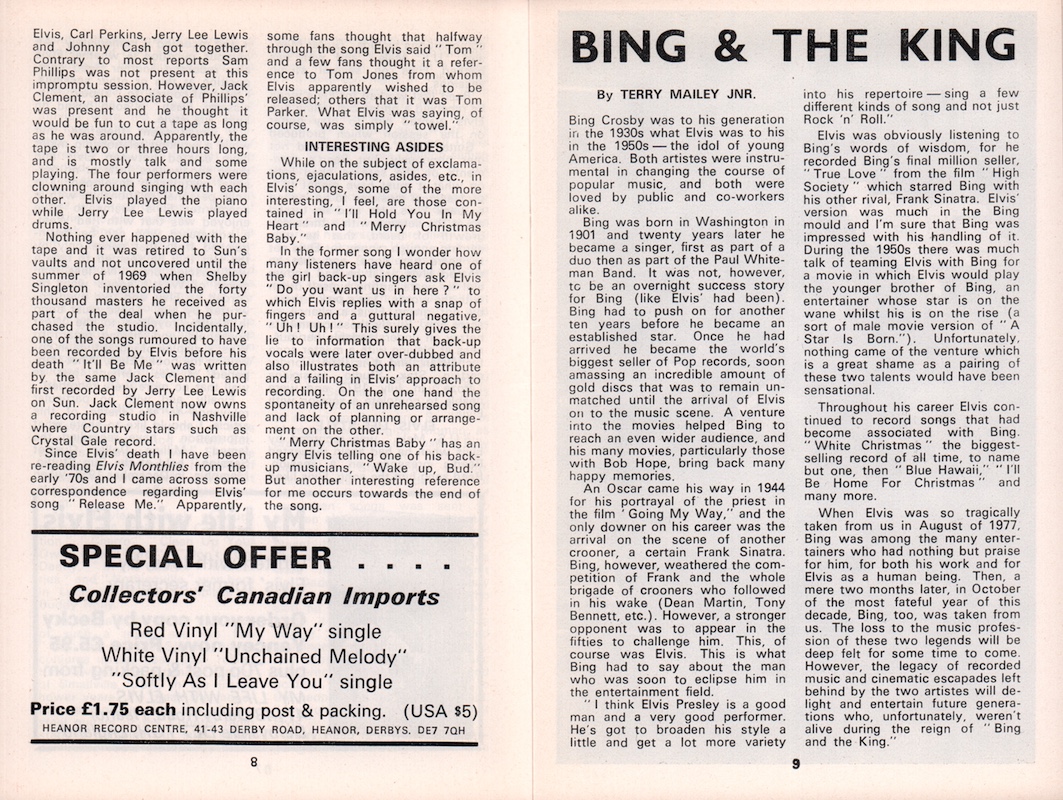 Elvis, Carl Perkins, Jerry Lee Lewis
and Johnny Cash got together.
Contrary to most reports Sam
Phillips was not present at this
impromptu session. However, Jack
Clement, an associate of Phillips'
was present and he thought it
would be fun to cut a tape as long
as he was around. Apparently, the
tape is two or three hours long,
and is mostly talk and some
playing. The four performers were
clowning around singing wth each
other. Elvis played the piano
while Jerry Lee Lewis played
drums.
Nothing ever happened with the
tape and it was retired to Sun's
vaults and not uncovered until the
summer of 1969 when Shelby
Singleton inventoried the forty
thousand masters he received as
part of the deal when he pur-
chased the studio. Incidentally,
one of the songs rumoured to have
been recorded by Elvis before his
death "It'll Be Me" was written
by the same Jack Clement and
first recorded by Jerry Lee Lewis
on Sun. Jack Clement now owns
a recording studio in Nashville
where Country stars such as
Crystal Gale record.
Since Elvis' death I have been
re-reading Elvis Monthlies from the
early '70s and I came across some
correspondence regarding Elvis'
song "Release Me." Apparently,
some fans thought that halfway
through the song Elvis said "Tom"
and a few fans thought it a refer-
ence to Tom Jones from whom
Elvis apparently wished to be
released; others that it was Tom
Parker. What Elvis was saying, of
course, was simply "towel."
INTERESTING ASIDES
While on the subject of exclama-
tions, ejaculations, asides, etc., in
Elvis' songs, some of the more
interesting, I feel, are those con-
tained in "I'll Hold You In My
Heart" and "Merry Christmas
Baby."
In the former song I wonder how
many listeners have heard one of
the girl back-up singers ask Elvis
"Do you want us in here?" to
which Elvis replies with a snap of
fingers and a guttural negative,
"Uh! Uh!" This surely gives the
lie to information that back-up
vocals were later over-dubbed and
also illustrates both an attribute
and a failing in Elvis' approach to
recording. On the one hand the
spontaneity of an unrehearsed song
and lack of planning or arrange-
ment on the other.
"Merry Christmas Baby" has an
angry Elvis telling one of his back-
up musicians, "Wake up, Bud."
But another interesting reference
for me occurs towards the end of
the song.
SPECIAL OFFER . . . .
Collectors' Canadian Imports
Red Vinyl "My Way" single
White Vinyl "Unchained Melody"
"Softly As I Leave You" single
Price £1.75 each including post & packing. (USA $5)
HEANOR RECORD CENTRE, 41-43 DERBY ROAD, HEANOR, DERBYS. DE7 7QH
8
BING & THE KING
By TERRY MAILEY JNR.
Bing Crosby was to his generation
in the 1930s what Elvis was to his
in the 1950s — the idol of young
America. Both artistes were instru-
mental in changing the course of
popular music, and both were
loved by public and co-workers
alike.
Bing was born in Washington in
1901 and twenty years later he
became a singer, first as part of a
duo then as part of the Paul White-
man Band. It was not, however,
to be an overnight success story
for Bing (like Elvis' had been).
Bing had to push on for another
ten years before he became an
established star. Once he had
arrived he became the world's
biggest seller of Pop records, soon
amassing an incredible amount of
gold discs that was to remain un-
matched until the arrival of Elvis
on to the music scene. A venture
into the movies helped Bing to
reach an even wider audience, and
his many movies, particularly those
with Bob Hope, bring back many
happy memories.
An Oscar came his way in 1944
for his portrayal of the priest in
the film 'Going My Way," and the
only downer on his career was the
arrival on the scene of another
crooner, a certain Frank Sinatra.
Bing, however, weathered the com-
petition of Frank and the whole
brigade of crooners who followed
in his wake (Dean Martin, Tony
Bennett, etc.). However, a stronger
opponent was to appear in the
fifties to challenge him. This, of
course was Elvis. This is what
Bing had to say about the man
who was soon to eclipse him in
the entertainment field.
"I think Elvis Presley is a good
man and a very good performer.
He's got to broaden his style a
little and get a lot more variety
into his repertoire — sing a few
different kinds of song and not just
Rock 'n' Roll."
Elvis was obviously listening to
Bing's words of wisdom, for he
recorded Bing's final million seller,
"True Love" from the film "High
Society" which starred Bing with
his other rival, Frank Sinatra. Elvis'
version was much in the Bing
mould and I'm sure that Bing was
impressed with his handling of it.
During the 1950s there was much
talk of teaming Elvis with Bing for
a movie in which Elvis would play
the younger brother of Bing, an
entertainer whose star is on the
wane whilst his is on the rise (a
sort of male movie version of "A
Star Is Born."). Unfortunately,
nothing came of the venture which
is a great shame as a pairing of
these two talents would have been
sensational.
Throughout his career Elvis con-
tinued to record songs that had
become associated with Bing.
"White Christmas" the biggest-
selling record of all time, to name
but one, then "Blue Hawaii," "I'll
Be Home For Christmas" and
many more.
When Elvis was so tragically
taken from us in August of 1977,
Bing was among the many enter-
tainers who had nothing but praise
for him, for both his work and for
Elvis as a human being. Then, a
mere two months later, in October
of the most fateful year of this
decade, Bing, too, was taken from
us. The loss to the music profes-
sion of these two legends will be
deep felt for some time to come.
However, the legacy of recorded
music and cinematic escapades left
behind by the two artistes will de-
light and entertain future genera-
tions who, unfortunately, weren't
alive during the reign of "Bing
and the King."
9